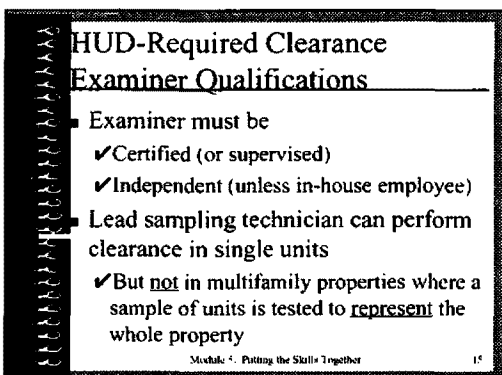 HUD-Required Clearance
Examiner Qualifications
■ Examiner must be
✔Certified (or supervised)
✔Independent (unless in-house employee)
■ Lead sampling technician can perform
clearance in single units
✔But not in multifamily properties where a
sample of units is tested to represent the
whole property
Module 5. Putting the Skills Together